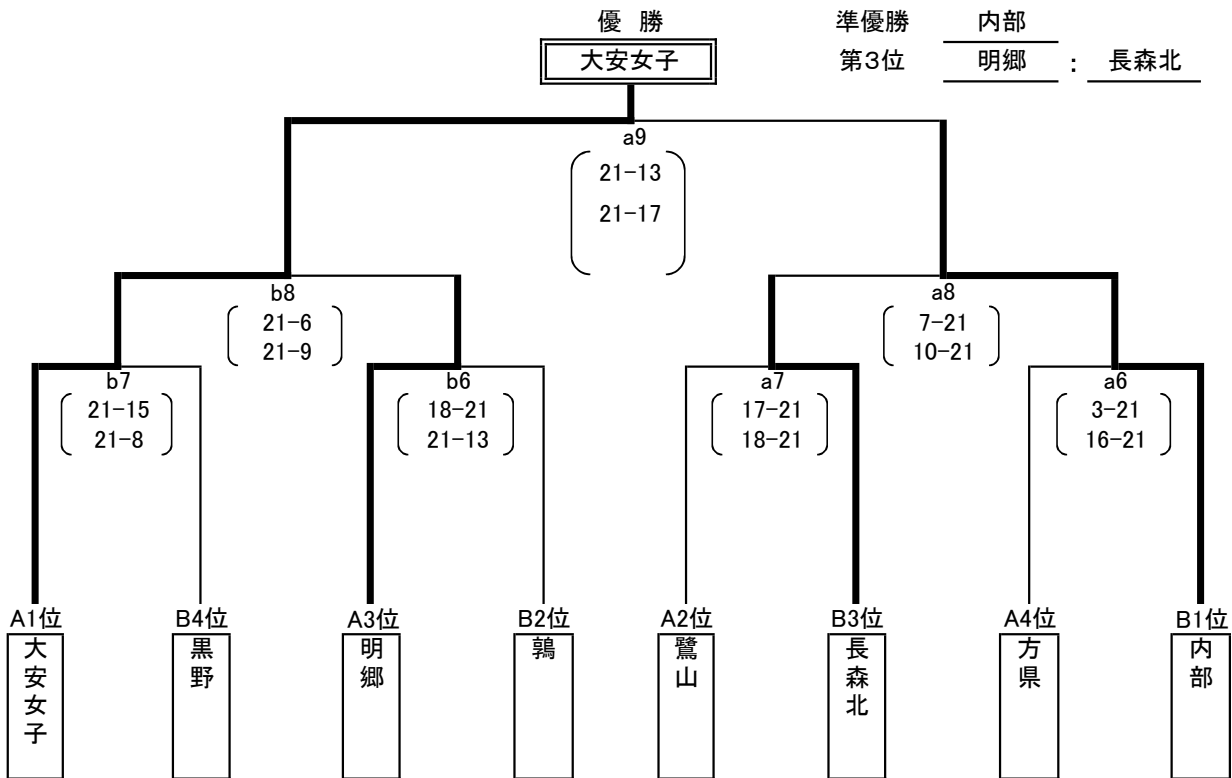 優 勝
大安女子
準優勝 内部
第3位 明郷 : 長森北
a9
21-13
21-17
b8
21-6
21-9
a8
7-21
10-21
b7
21-15
21-8
b6
18-21
21-13
a7
17-21
18-21
a6
3-21
16-21
A1位 B4位 A3位 B2位 A2位 B3位 A4位 B1位
大安女子
黒野
明郷
鶉
鷺山
長森北
方県
内部